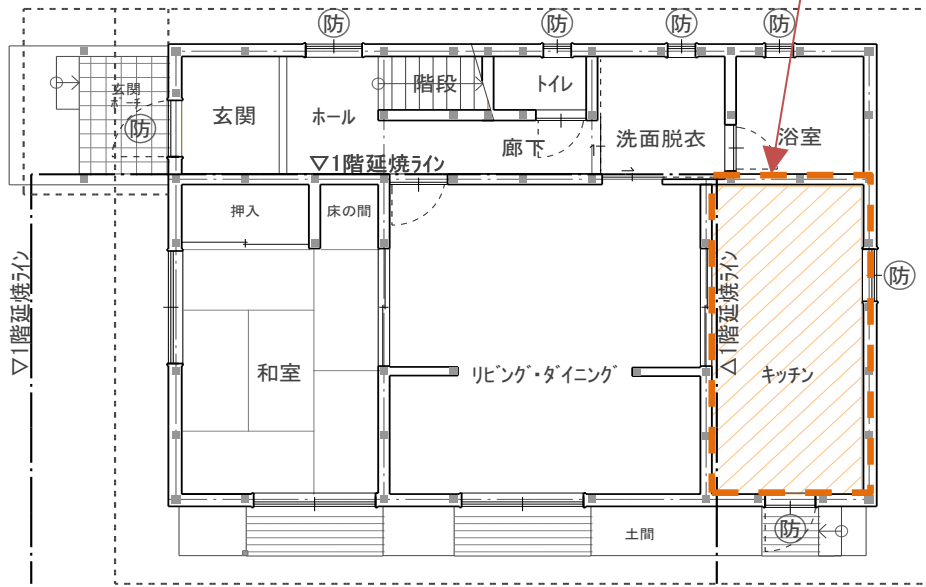 防
防
防
防
玄関
ポーチ
防
玄関
ホール
階段
トイレ
廊下
洗面脱衣
浴室
▽1階延焼ライン
押入
床の間
▽1階延焼ライン
和室
リビング・ダイニング
△1階延焼ライン
キッチン
防
土間
防